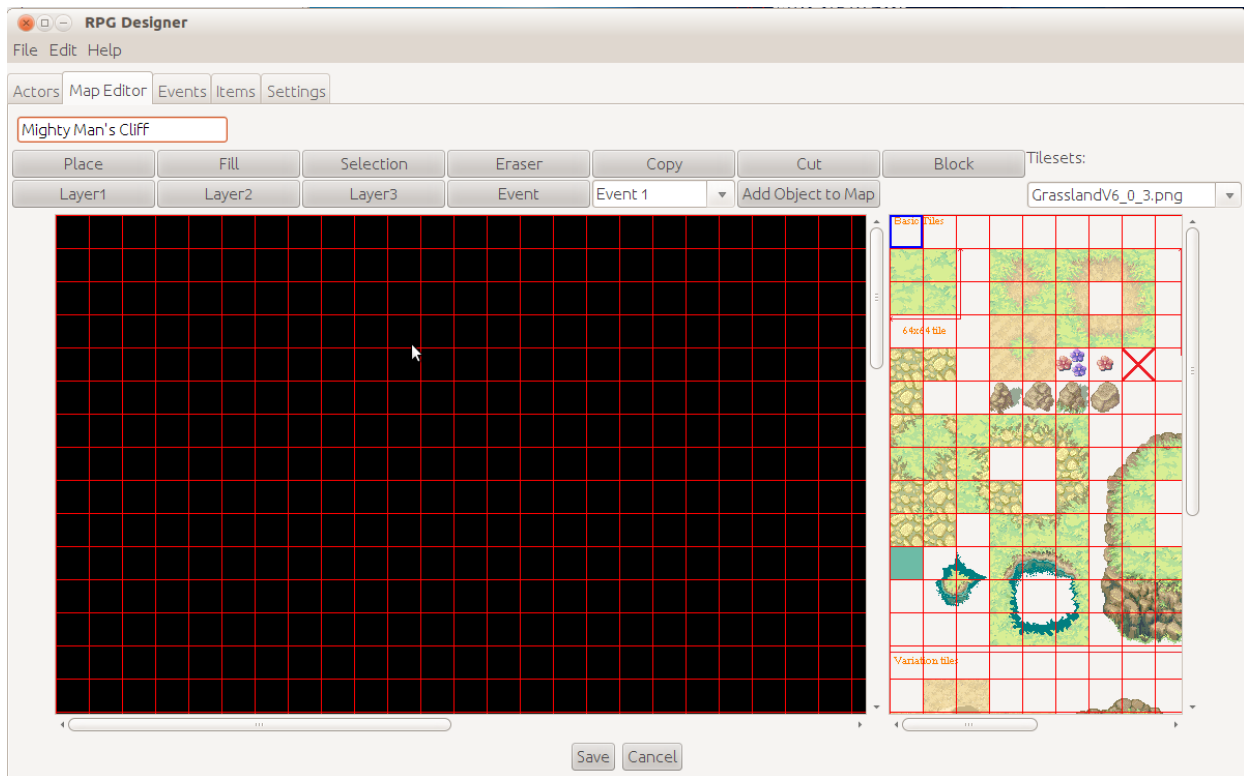 RPG Designer
File Edit Help
Actors Map Editor Events Items Settings
Mighty Man's Cliff
Place Fill Selection Eraser Copy Cut Block Tilesets:
Layer1 Layer2 Layer3 Event Event 1 Add Object to Map GrasslandV6_0_3.png
Basic Tiles
64x64 tile
Variation tiles
Save Cancel